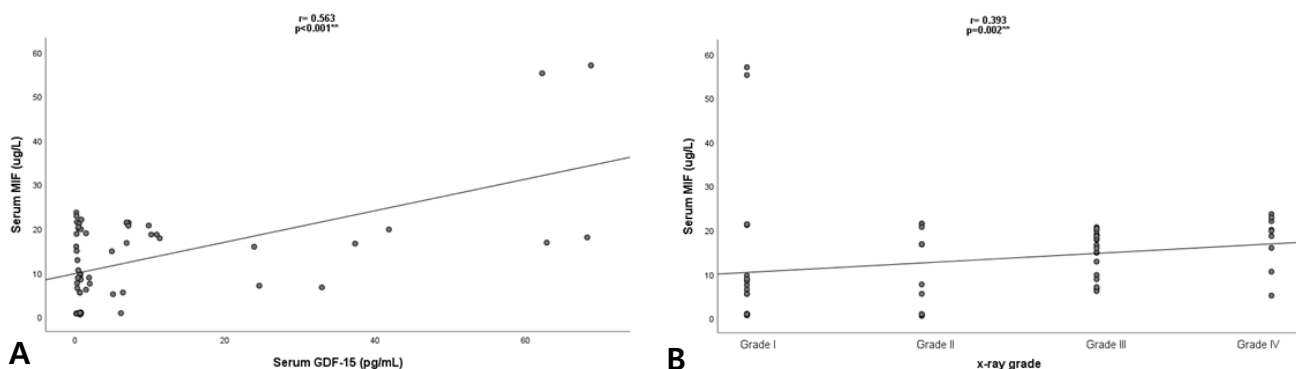 r= 0.563
p<0.001**
60
50
40
30
20
10
0
Serum MIF (ug/L)
0 20 40 60
Serum GDF-15 (pg/mL)
A
r= 0.393
p=0.002**
60
50
40
30
20
10
0
Serum MIF (ug/L)
Grade I Grade II Grade III Grade IV
x-ray grade
B